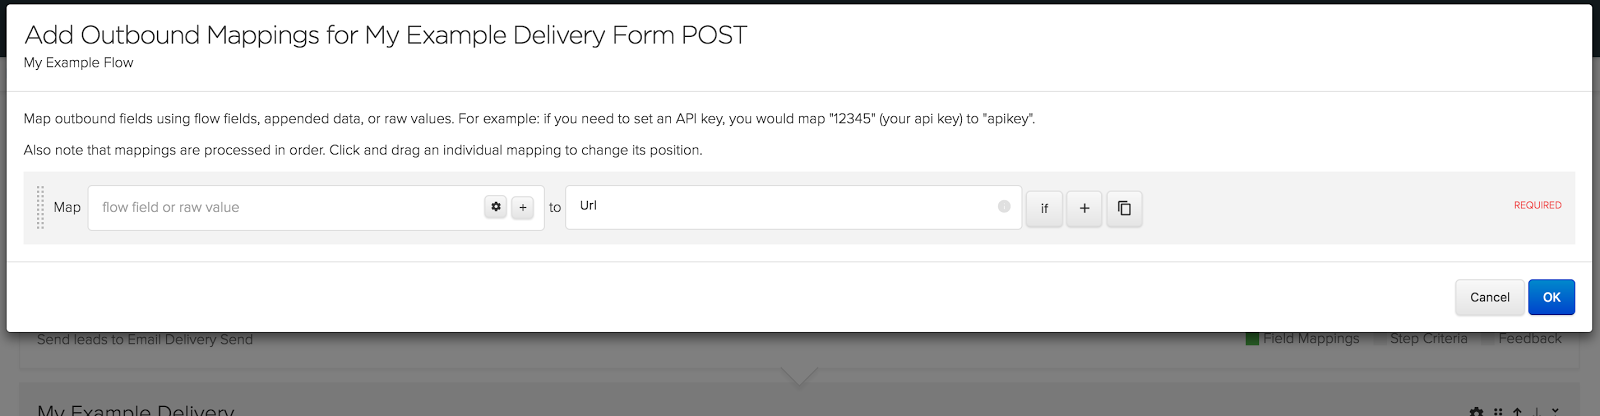 Add Outbound Mappings for My Example Delivery Form POST
My Example Flow
Map outbound fields using flow fields, appended data, or raw values. For example: if you need to set an API key, you would map "12345" (your api key) to "apikey".
Also note that mappings are processed in order. Click and drag an individual mapping to change its position.
Map flow field or raw value + to Url if + REQUIRED
Cancel OK
Send leads to Email Delivery Send Field Mappings Step Criteria Feedback
My Example Delivery